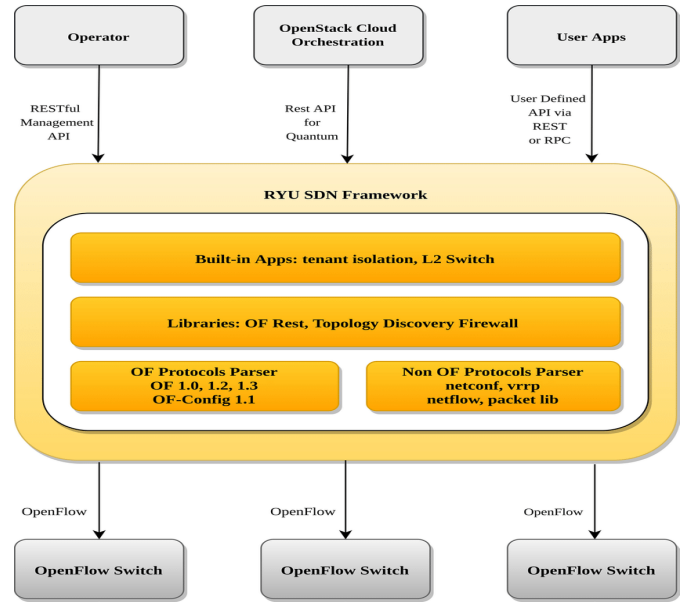 Operator
OpenStack Cloud
Orchestration
User Apps
RESTful
Management
API
Rest API
for
Quantum
User Defined
API via
REST
or RPC
RYU SDN Framework
Built-in Apps: tenant isolation, L2 Switch
Libraries: OF Rest, Topology Discovery Firewall
OF Protocols Parser
OF 1.0, 1.2, 1.3
OF-Config 1.1
Non OF Protocols Parser
netconf, vrrp
netflow, packet lib
OpenFlow
OpenFlow
OpenFlow
OpenFlow Switch
OpenFlow Switch
OpenFlow Switch